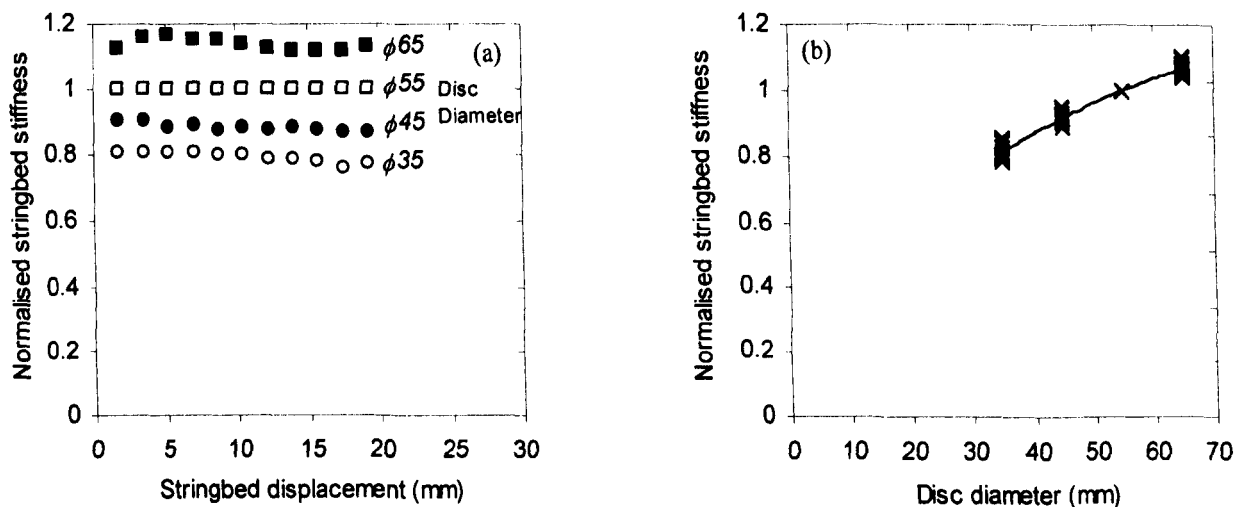 Normalised stringbed stiffness
1.2
1
0.8
0.6
0.4
0.2
0
(a)
ϕ65
ϕ55 Disc
Diameter
ϕ45
ϕ35
0 5 10 15 20 25 30
Stringbed displacement (mm)
Normalised stringbed stiffness
1.2
1
0.8
0.6
0.4
0.2
0
(b)
0 10 20 30 40 50 60 70
Disc diameter (mm)